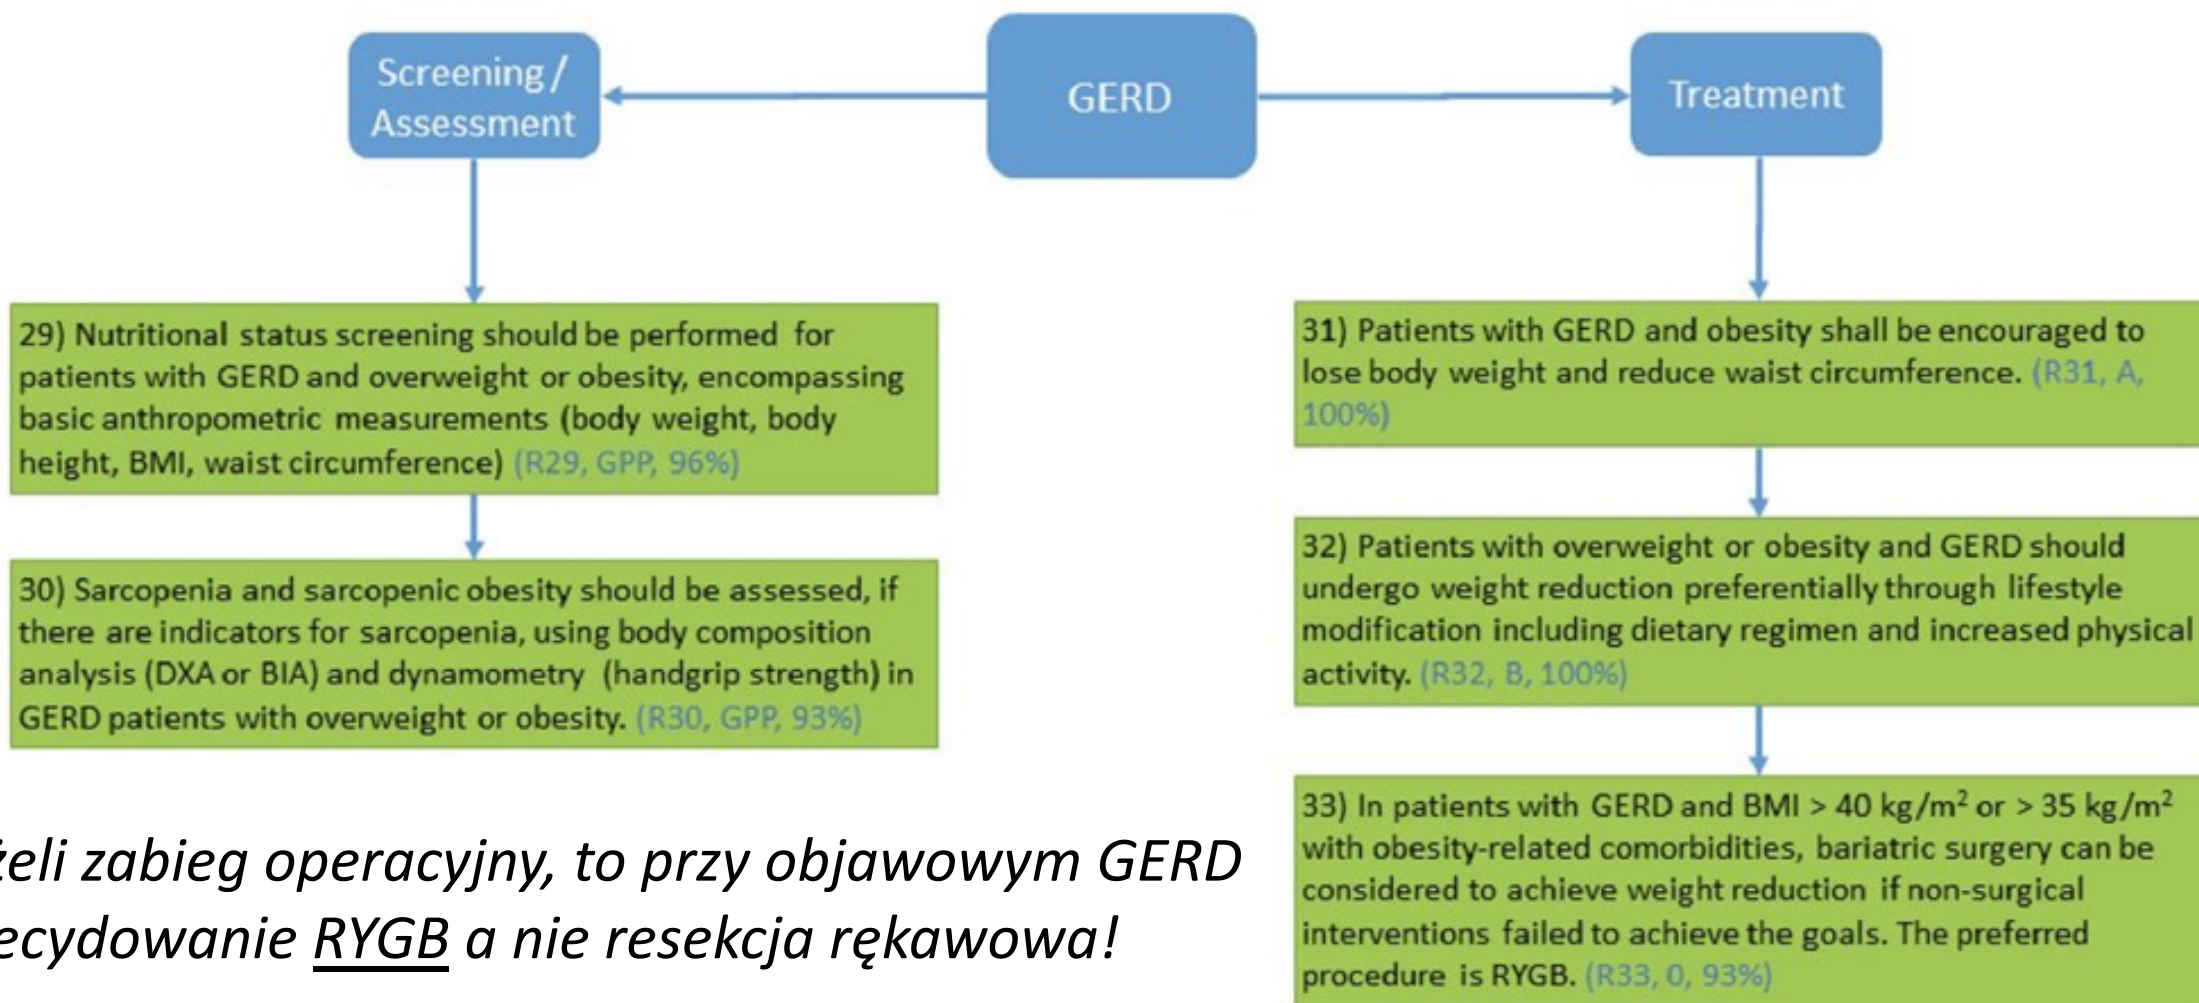 GERD
Screening /
Assessment
29) Nutritional status screening should be performed for
patients with GERD and overweight or obesity, encompassing
basic anthropometric measurements (body weight, body
height, BMI, waist circumference) (R29, GPP, 96%)
30) Sarcopenia and sarcopenic obesity should be assessed, if
there are indicators for sarcopenia, using body composition
analysis (DXA or BIA) and dynamometry (handgrip strength) in
GERD patients with overweight or obesity. (R30, GPP, 93%)
Treatment
31) Patients with GERD and obesity shall be encouraged to
lose body weight and reduce waist circumference. (R31, A,
100%)
32) Patients with overweight or obesity and GERD should
undergo weight reduction preferentially through lifestyle
modification including dietary regimen and increased physical
activity. (R32, B, 100%)
33) In patients with GERD and BMI > 40 kg/m² or > 35 kg/m²
with obesity-related comorbidities, bariatric surgery can be
considered to achieve weight reduction if non-surgical
interventions failed to achieve the goals. The preferred
procedure is RYGB. (R33, 0, 93%)
żeli zabieg operacyjny, to przy objawowym GERD
ecydowanie RYGB a nie resekcja rękawowa!